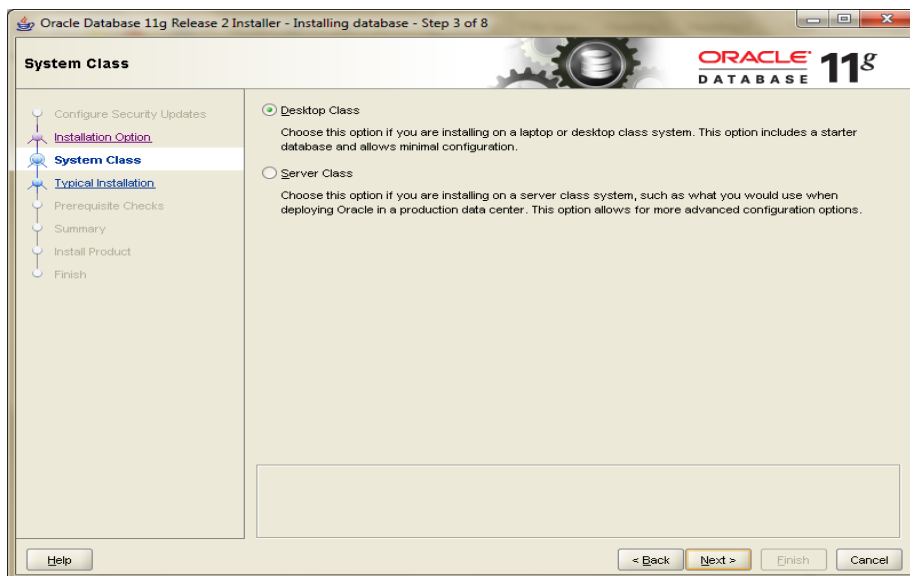 Oracle Database 11g Release 2 Installer - Installing database - Step 3 of 8
System Class
ORACLE 11g
DATABASE
Configure Security Updates
Installation Option
System Class
Typical Installation
Prerequisite Checks
Summary
Install Product
Finish
Desktop Class
Choose this option if you are installing on a laptop or desktop class system. This option includes a starter
database and allows minimal configuration.
Server Class
Choose this option if you are installing on a server class system, such as what you would use when
deploying Oracle in a production data center. This option allows for more advanced configuration options.
Help
< Back
Next >
Finish
Cancel